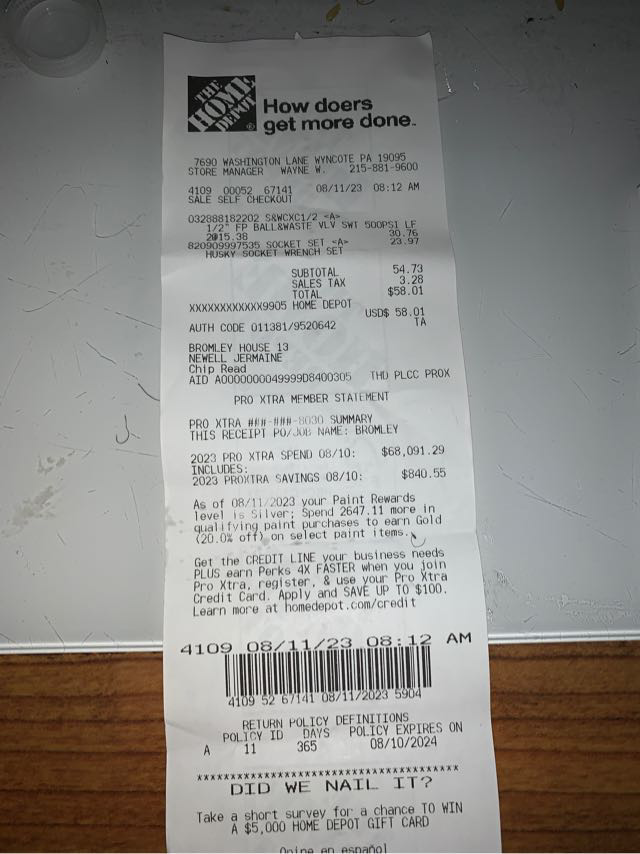 THE
HOME
DEPOT
®
How doers
get more done™
7690 WASHINGTON LANE WYNCOTE PA 19095
STORE MANAGER WAYNE W. 215-881-9600
4109 00052 67141 08/11/23 08:12 AM
SALE SELF CHECKOUT
032888182202 S&WCXC1/2 <A>
1/2" FP BALL&WASTE VLV SWT 500PSI LF
2@15.38 30.76
820909997535 SOCKET SET <A> 23.97
HUSKY SOCKET WRENCH SET
SUBTOTAL 54.73
SALES TAX 3.28
TOTAL $58.01
XXXXXXXXXXXX9905 HOME DEPOT
USD$ 58.01
AUTH CODE 011381/9520642 TA
BROMLEY HOUSE 13
NEWELL JERMAINE
Chip Read
AID A0000000049999D8400305 THD PLCC PROX
PRO XTRA MEMBER STATEMENT
PRO XTRA ###-###-8030 SUMMARY
THIS RECEIPT PO/JOB NAME: BROMLEY
2023 PRO XTRA SPEND 08/10: $68,091.29
INCLUDES:
2023 PROXTRA SAVINGS 08/10: $840.55
As of 08/11/2023 your Paint Rewards
level is Silver; Spend 2647.11 more in
qualifying paint purchases to earn Gold
(20.0% off) on select paint items.
Get the CREDIT LINE your business needs
PLUS earn Perks 4X FASTER when you join
Pro Xtra, register, & use your Pro Xtra
Credit Card. Apply and SAVE UP TO $100.
Learn more at homedepot.com/credit
4109 08/11/23 08:12 AM
4109 52 67141 08/11/2023 5904
RETURN POLICY DEFINITIONS
POLICY ID DAYS POLICY EXPIRES ON
A 11 365 08/10/2024
****************************************
DID WE NAIL IT?
Take a short survey for a chance TO WIN
A $5,000 HOME DEPOT GIFT CARD
en español